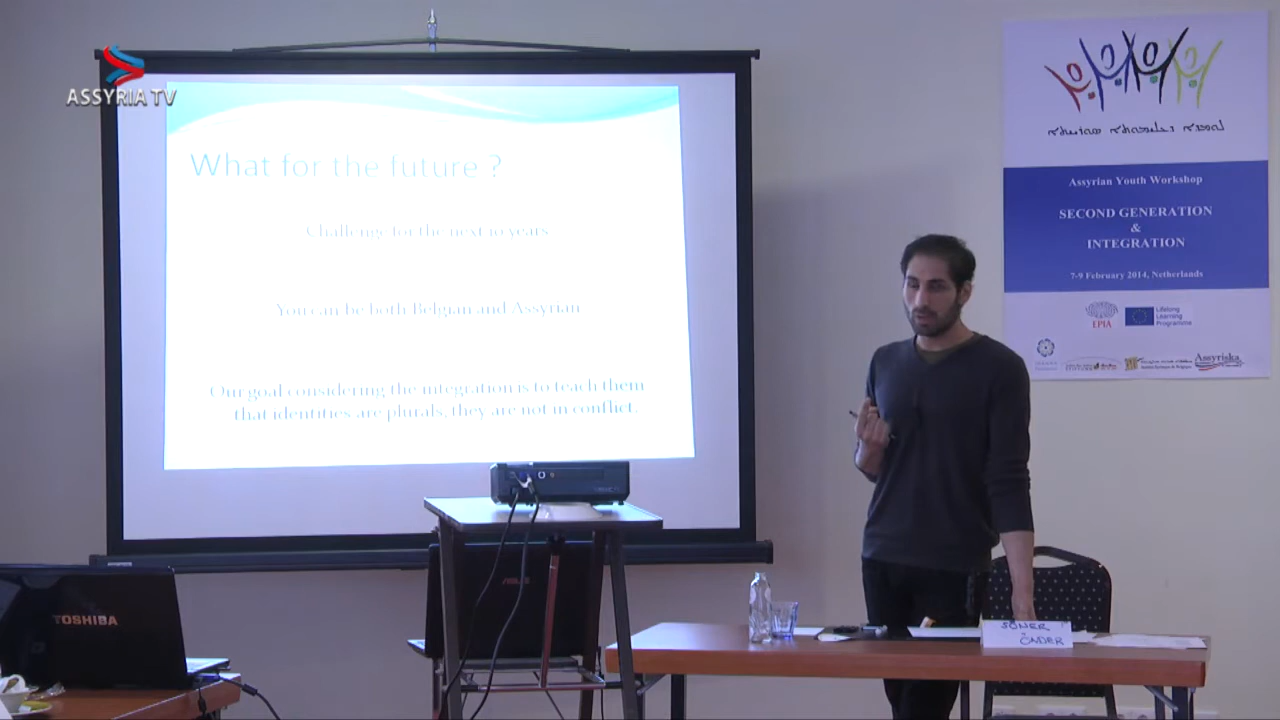 ASSYRIA TV
What for the future ?
Challenge for the next 10 years
You can be both Belgian and Assyrian
Our goal considering the integration is to teach them
that identities are plurals, they are not in conflict.
Assyrian Youth Workshop
SECOND GENERATION
&
INTEGRATION
7-9 February 2014, Netherlands
EPIA
Lifelong
Learning
Programme
Assyriska
TOSHIBA
ASUS
SONER
ÖNDER